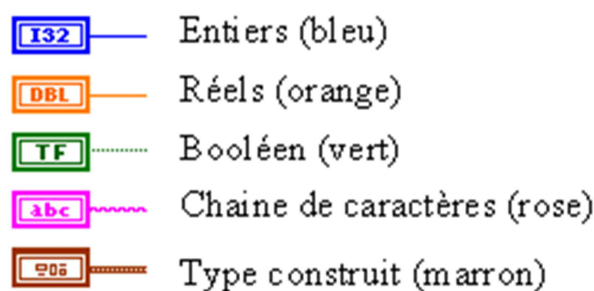 I32 Entiers (bleu)
DBL Réels (orange)
TF Booléen (vert)
abc Chaine de caractères (rose)
Type construit (marron)